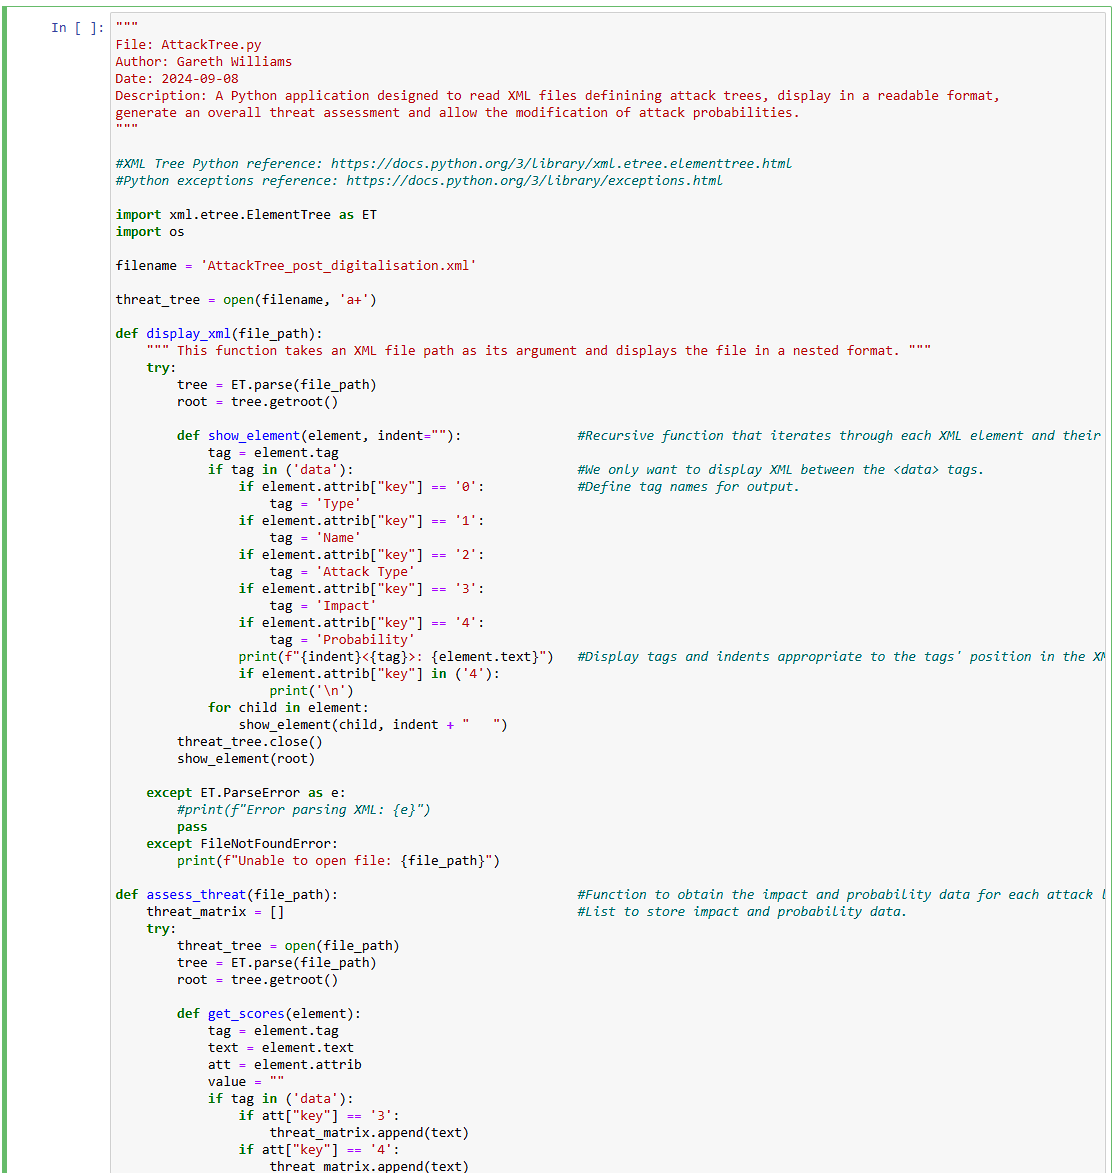 In [ ]:
"""
File: AttackTree.py
Author: Gareth Williams
Date: 2024-09-08
Description: A Python application designed to read XML files definining attack trees, display in a readable format,
generate an overall threat assessment and allow the modification of attack probabilities.
"""
#XML Tree Python reference: https://docs.python.org/3/library/xml.etree.elementtree.html
#Python exceptions reference: https://docs.python.org/3/library/exceptions.html
import xml.etree.ElementTree as ET
import os
filename = 'AttackTree_post_digitalisation.xml'
threat_tree = open(filename, 'a+')
def display_xml(file_path):
    """ This function takes an XML file path as its argument and displays the file in a nested format. """
    try:
        tree = ET.parse(file_path)
        root = tree.getroot()
        def show_element(element, indent=""):               #Recursive function that iterates through each XML element and their
            tag = element.tag
            if tag in ('data'):                             #We only want to display XML between the <data> tags.
                if element.attrib["key"] == '0':            #Define tag names for output.
                    tag = 'Type'
                if element.attrib["key"] == '1':
                    tag = 'Name'
                if element.attrib["key"] == '2':
                    tag = 'Attack Type'
                if element.attrib["key"] == '3':
                    tag = 'Impact'
                if element.attrib["key"] == '4':
                    tag = 'Probability'
                print(f"{indent}<{tag}>: {element.text}")   #Display tags and indents appropriate to the tags' position in the XM
                if element.attrib["key"] in ('4'):
                    print('\n')
            for child in element:
                show_element(child, indent + "   ")
        threat_tree.close()
        show_element(root)
    except ET.ParseError as e:
        #print(f"Error parsing XML: {e}")
        pass
    except FileNotFoundError:
        print(f"Unable to open file: {file_path}")
def assess_threat(file_path):                               #Function to obtain the impact and probability data for each attack l
    threat_matrix = []                                      #List to store impact and probability data.
    try:
        threat_tree = open(file_path)
        tree = ET.parse(file_path)
        root = tree.getroot()
        def get_scores(element):
            tag = element.tag
            text = element.text
            att = element.attrib
            value = ""
            if tag in ('data'):
                if att["key"] == '3':
                    threat_matrix.append(text)
                if att["key"] == '4':
                    threat_matrix.append(text)